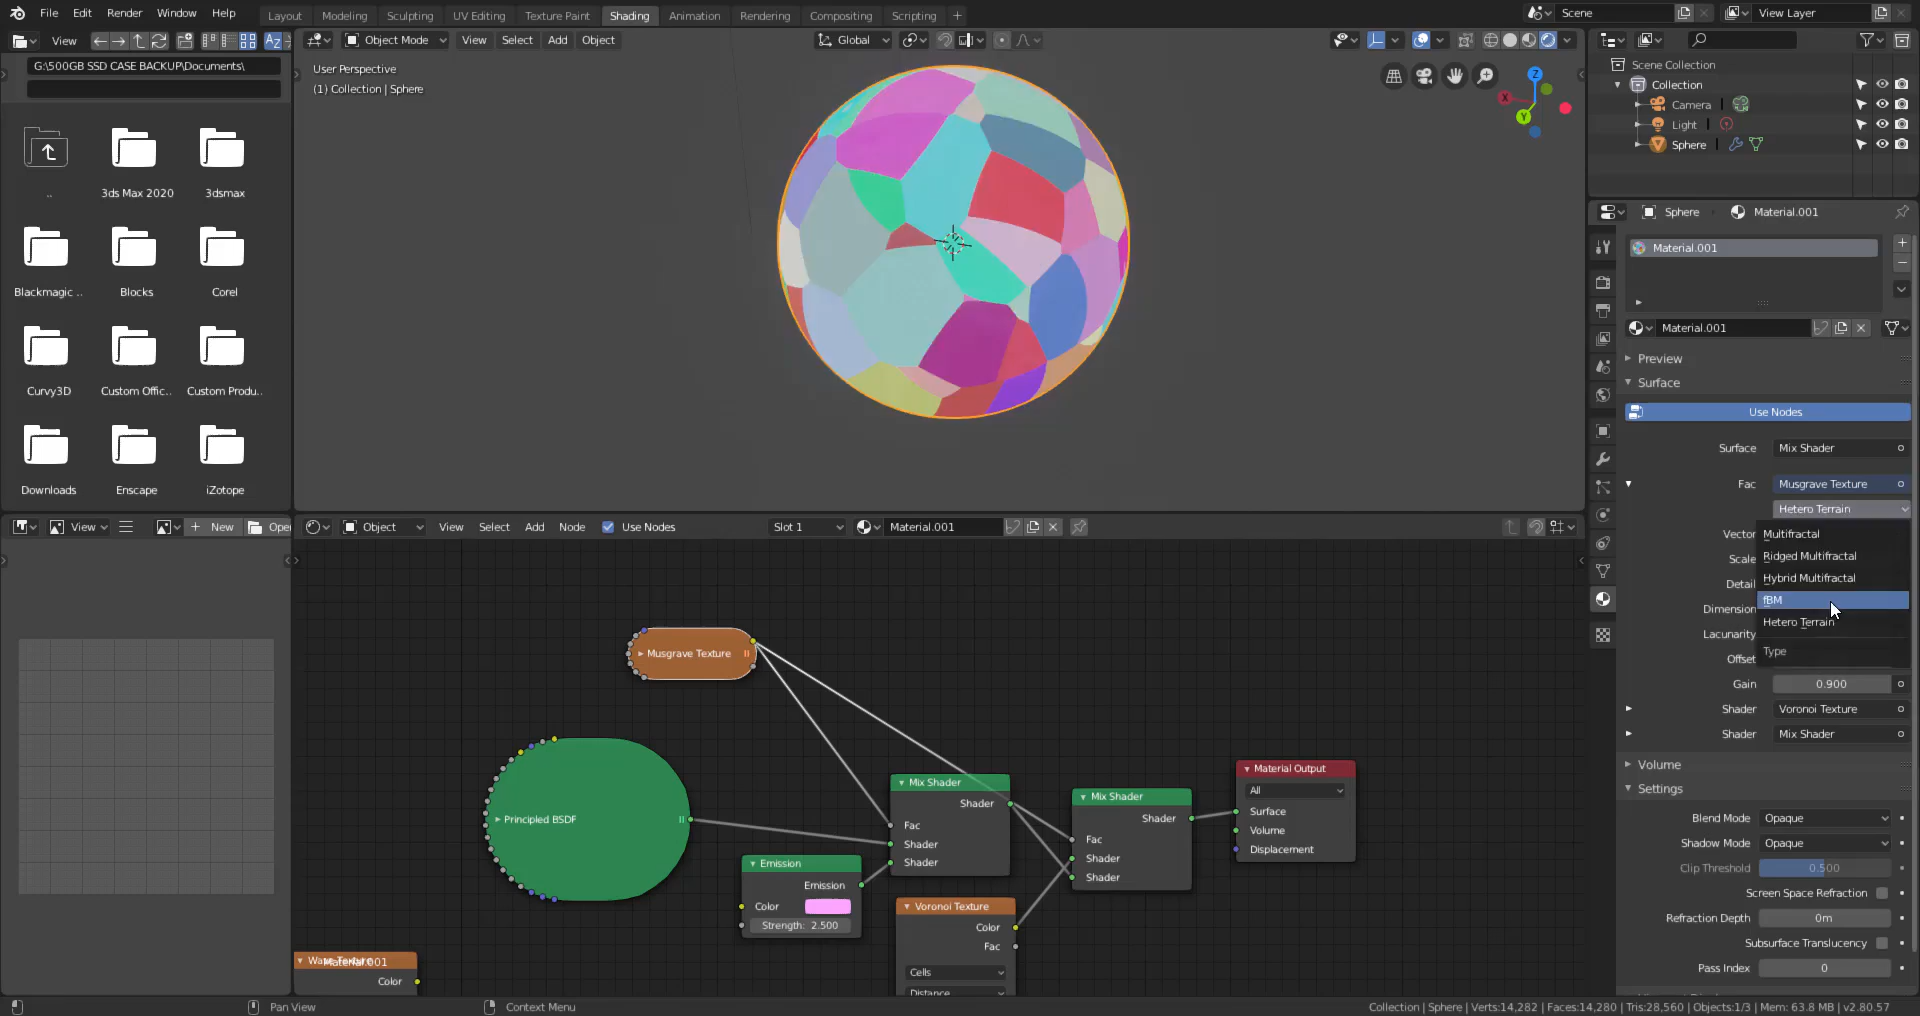 File Edit Render Window Help
Layout Modeling Sculpting UV Editing Texture Paint Shading Animation Rendering Compositing Scripting +
Scene
View Layer
View
G:\500GB SSD CASE BACKUP\Documents\
..
3ds Max 2020
3dsmax
Blackmagic ..
Blocks
Corel
Curvy3D
Custom Offic..
Custom Produ..
Downloads
Enscape
iZotope
Object Mode View Select Add Object
Global
User Perspective
(1) Collection | Sphere
Z
X
Y
Scene Collection
Collection
Camera
Light
Sphere
Sphere
Material.001
Material.001
Material.001
Preview
Surface
Use Nodes
Surface Mix Shader
Fac Musgrave Texture
Hetero Terrain
Vector
Scale
Detail
Dimension
Lacunarity
Offset
Multifractal
Ridged Multifractal
Hybrid Multifractal
fBM
Hetero Terrain
Type
Gain 0.900
Shader Voronoi Texture
Shader Mix Shader
Volume
Settings
Blend Mode Opaque
Shadow Mode Opaque
Clip Threshold 0.500
Screen Space Refraction
Refraction Depth 0m
Subsurface Translucency
Pass Index 0
View
+ New
Open
Object View Select Add Node Use Nodes
Slot 1
Material.001
Musgrave Texture
Principled BSDF
Mix Shader
Shader
Fac
Shader
Shader
Mix Shader
Shader
Fac
Shader
Shader
Material Output
All
Surface
Volume
Displacement
Emission
Emission
Color
Strength: 2.500
Voronoi Texture
Color
Fac
Cells
Distance
Wave Texture
Material.001
Color
Pan View
Context Menu
Collection | Sphere | Verts:14,282 | Faces:14,280 | Tris:28,560 | Objects:1/3 | Mem: 63.8 MB | v2.80.57